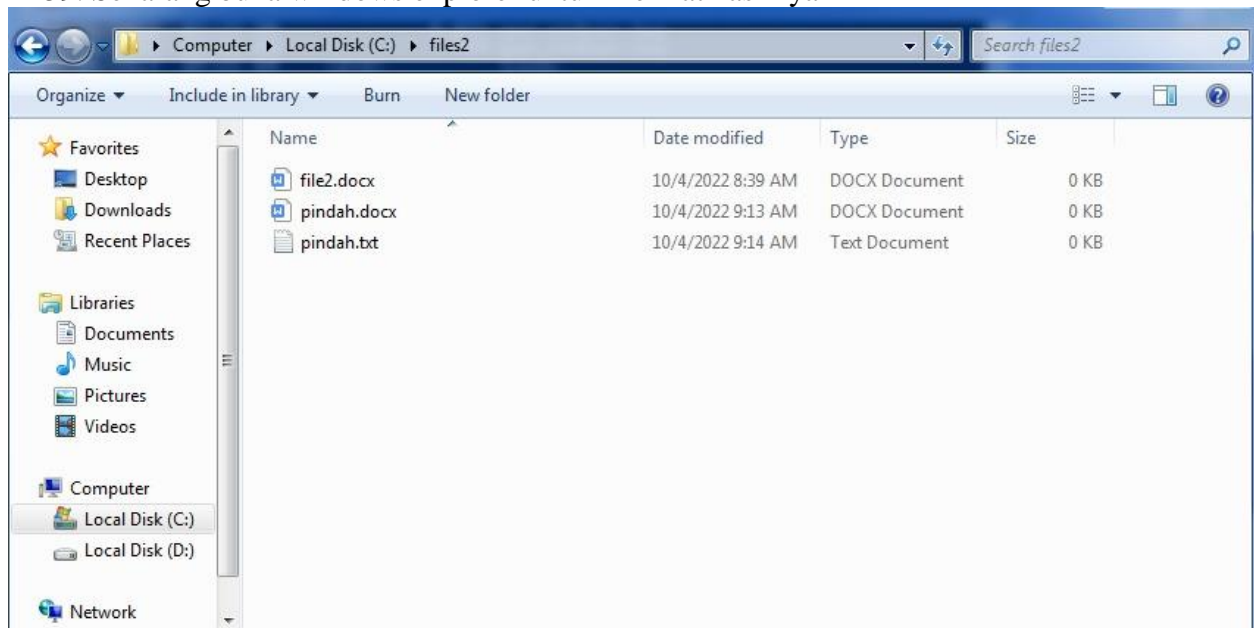 Computer ▸ Local Disk (C:) ▸ files2
Search files2
Organize Include in library Burn New folder
Name Date modified Type Size
file2.docx 10/4/2022 8:39 AM DOCX Document 0 KB
pindah.docx 10/4/2022 9:13 AM DOCX Document 0 KB
pindah.txt 10/4/2022 9:14 AM Text Document 0 KB
Favorites
Desktop
Downloads
Recent Places
Libraries
Documents
Music
Pictures
Videos
Computer
Local Disk (C:)
Local Disk (D:)
Network